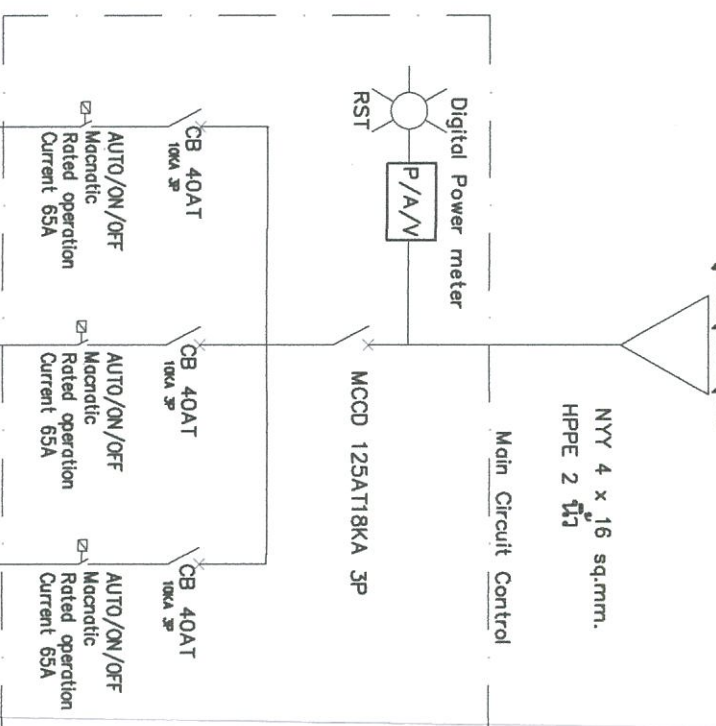 NYY 4 x 16 sq.mm.
HPPE 2 นิ้ว
Main Circuit Control
Digital Power meter
P/A/V
RST
MCCD 125AT18KA 3P
CB 40AT
10KA 3P
AUTO/ON/OFF
Macnatic
Rated operation
Current 65A
CB 40AT
10KA 3P
AUTO/ON/OFF
Macnatic
Rated operation
Current 65A
CB 40AT
10KA 3P
AUTO/ON/OFF
Macnatic
Rated operation
Current 65A